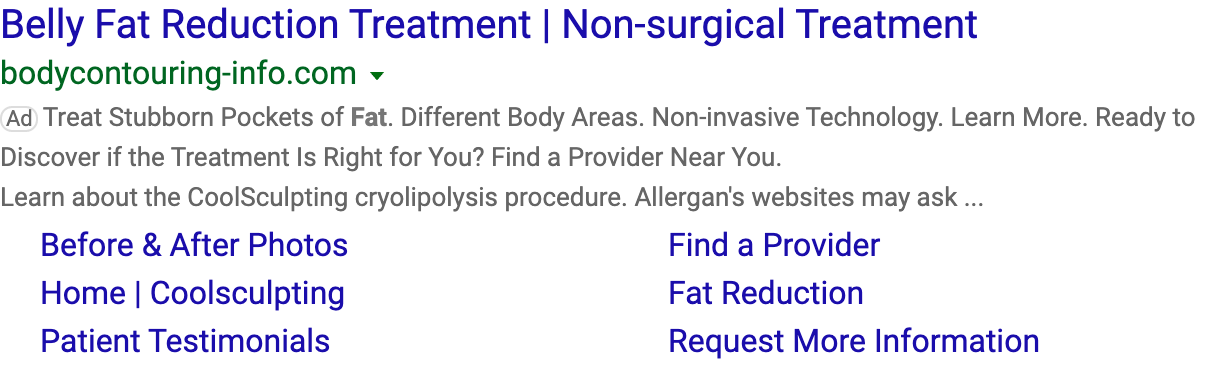 Belly Fat Reduction Treatment | Non-surgical Treatment
bodycontouring-info.com
Ad Treat Stubborn Pockets of Fat. Different Body Areas. Non-invasive Technology. Learn More. Ready to
Discover if the Treatment Is Right for You? Find a Provider Near You.
Learn about the CoolSculpting cryolipolysis procedure. Allergan's websites may ask ...
Before & After Photos
Find a Provider
Home | Coolsculpting
Fat Reduction
Patient Testimonials
Request More Information